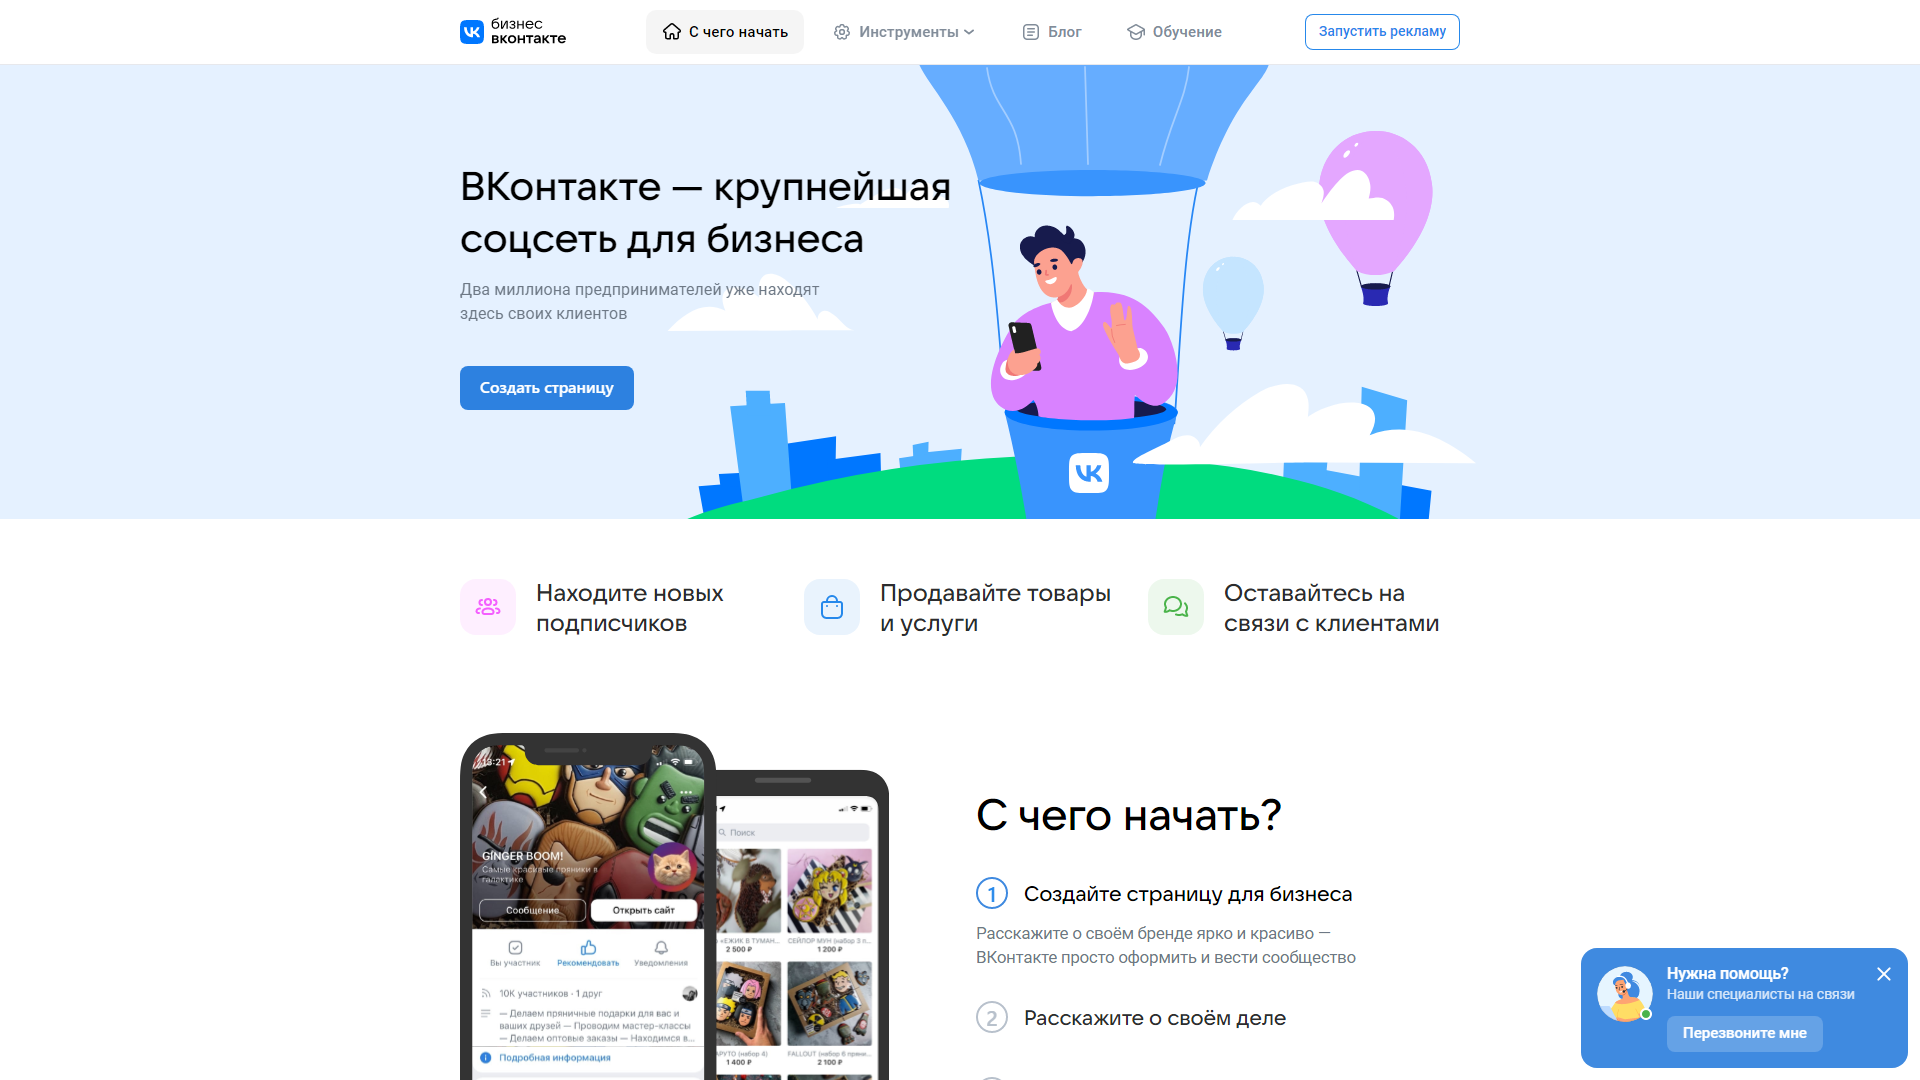 бизнес
вконтакте
С чего начать
Инструменты
Блог
Обучение
Запустить рекламу
ВКонтакте — крупнейшая
соцсеть для бизнеса
Два миллиона предпринимателей уже находят
здесь своих клиентов
Создать страницу
Находите новых
подписчиков
Продавайте товары
и услуги
Оставайтесь на
связи с клиентами
GINGER BOOM!
Самые красивые пряники в
галактике
Сообщение
Открыть сайт
Вы участник
Рекомендовать
Уведомления
10K участников · 1 друг
— Делаем пряничные подарки для вас и
ваших друзей — Проводим мастер-классы
— Делаем оптовые заказы — Находимся в...
Подробная информация
Поиск
«ЕЖИК В ТУМАН...
2 500 ₽
СЕЙЛОР МУН (набор 3 п...
1 200 ₽
(набор 4)
1 400 ₽
FALLOUT (набор 6 пряни...
2 100 ₽
С чего начать?
1
Создайте страницу для бизнеса
Расскажите о своём бренде ярко и красиво —
ВКонтакте просто оформить и вести сообщество
2
Расскажите о своём деле
Нужна помощь?
Наши специалисты на связи
Перезвоните мне